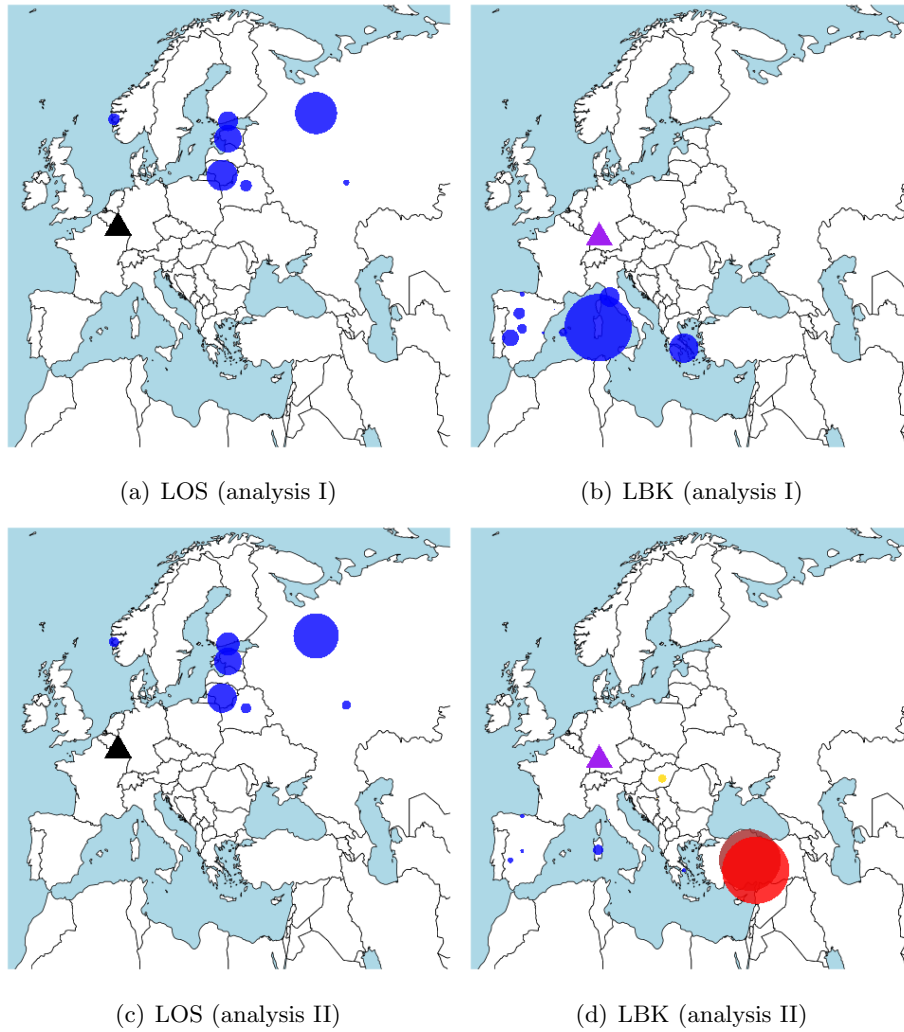 (a) LOS (analysis I)
(b) LBK (analysis I)
(c) LOS (analysis II)
(d) LBK (analysis II)